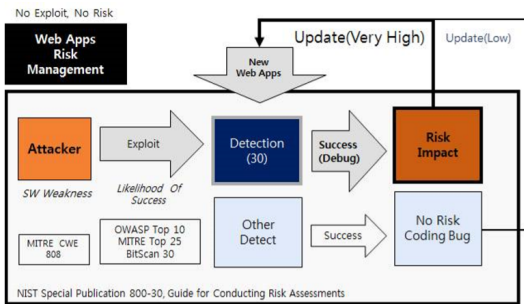 No Exploit, No Risk
Web Apps
Risk
Management
Update(Very High)
Update(Low)
New
Web Apps
Attacker
Exploit
Detection
(30)
Success
(Debug)
Risk
Impact
SW Weakness
Likelihood Of
Success
MITRE CWE
808
OWASP Top 10
MITRE Top 25
BitScan 30
Other
Detect
Success
No Risk
Coding Bug
NIST Special Publication 800-30, Guide for Conducting Risk Assessments